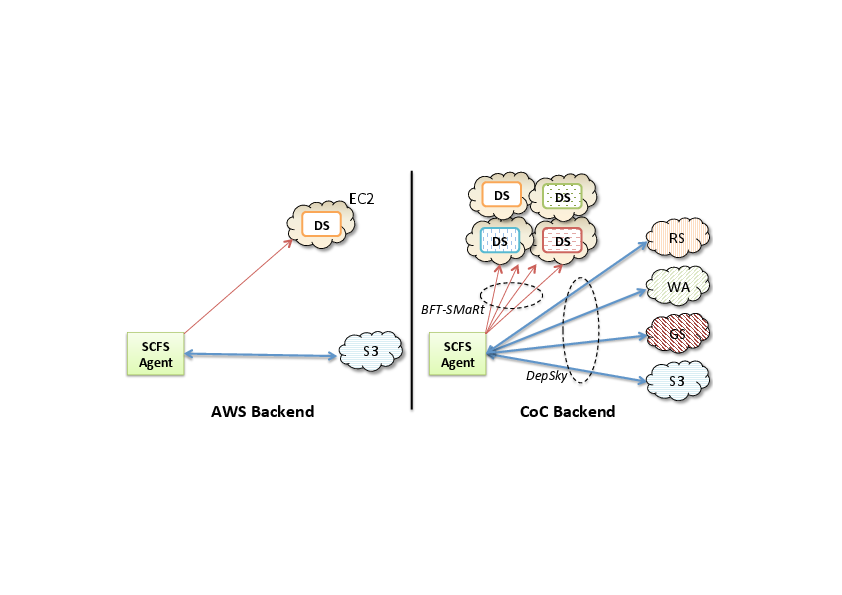 EC2
DS
SCFS
Agent
S3
AWS Backend
DS
DS
DS
DS
BFT-SMaRt
SCFS
Agent
DepSky
RS
WA
GS
S3
CoC Backend